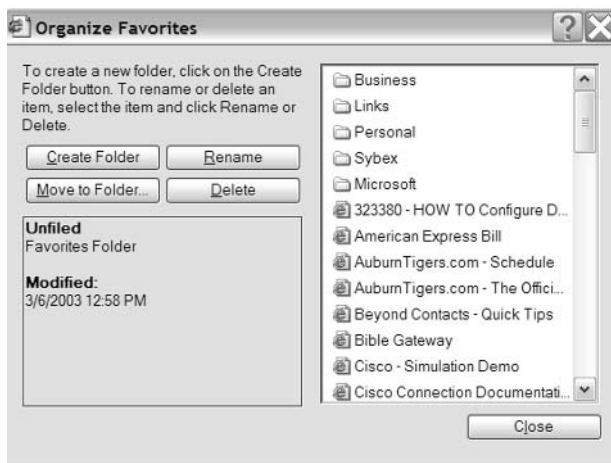 Organize Favorites
To create a new folder, click on the Create
Folder button. To rename or delete an
item, select the item and click Rename or
Delete.
Create Folder
Rename
Move to Folder...
Delete
Unfiled
Favorites Folder
Modified:
3/6/2003 12:58 PM
Business
Links
Personal
Sybex
Microsoft
323380 - HOW TO Configure D...
American Express Bill
AuburnTigers.com - Schedule
AuburnTigers.com - The Offici...
Beyond Contacts - Quick Tips
Bible Gateway
Cisco - Simulation Demo
Cisco Connection Documentati...
Close